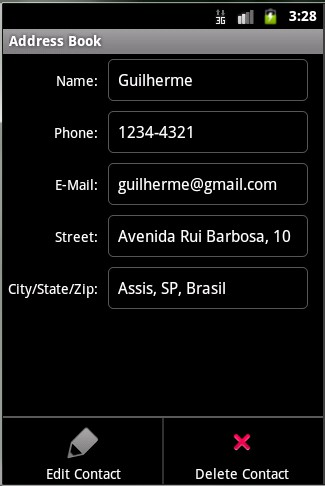 3G 3:28
Address Book
Name: Guilherme
Phone: 1234-4321
E-Mail: guilherme@gmail.com
Street: Avenida Rui Barbosa, 10
City/State/Zip: Assis, SP, Brasil
Edit Contact Delete Contact